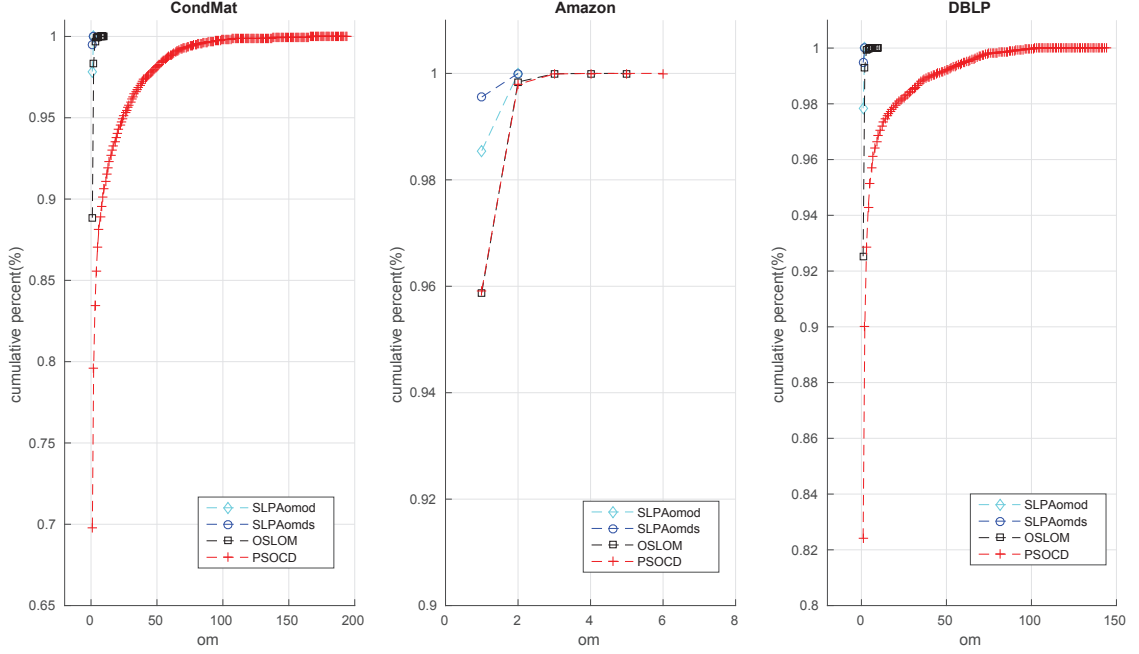 CondMat
1
0.95
0.9
0.85
0.8
0.75
0.7
0.65
cumulative percent(%)
0 50 100 150 200
om
SLPAomod
SLPAomds
OSLOM
PSOCD
Amazon
1
0.98
0.96
0.94
0.92
0.9
cumulative percent(%)
0 2 4 6 8
om
SLPAomod
SLPAomds
OSLOM
PSOCD
DBLP
1
0.98
0.96
0.94
0.92
0.9
0.88
0.86
0.84
0.82
0.8
cumulative percent(%)
0 50 100 150
om
SLPAomod
SLPAomds
OSLOM
PSOCD